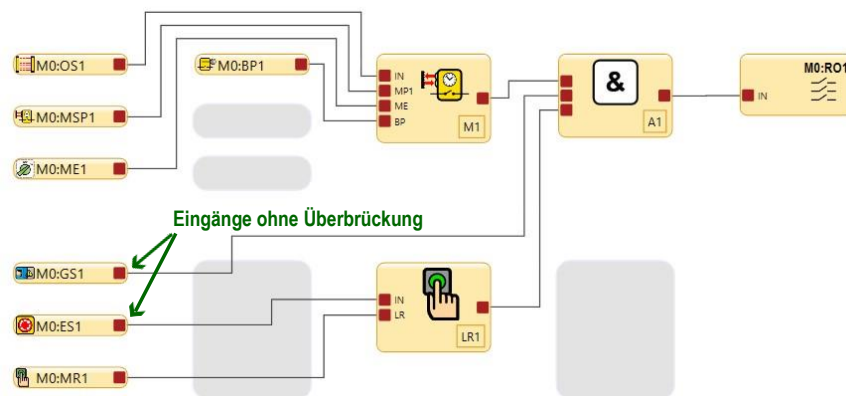 M0:OS1
M0:BP1
M0:MSP1
M0:ME1
IN
MP1
ME
BP
M1
&
A1
M0:RO1
IN
Eingänge ohne Überbrückung
M0:GS1
M0:ES1
M0:MR1
IN
LR
LR1